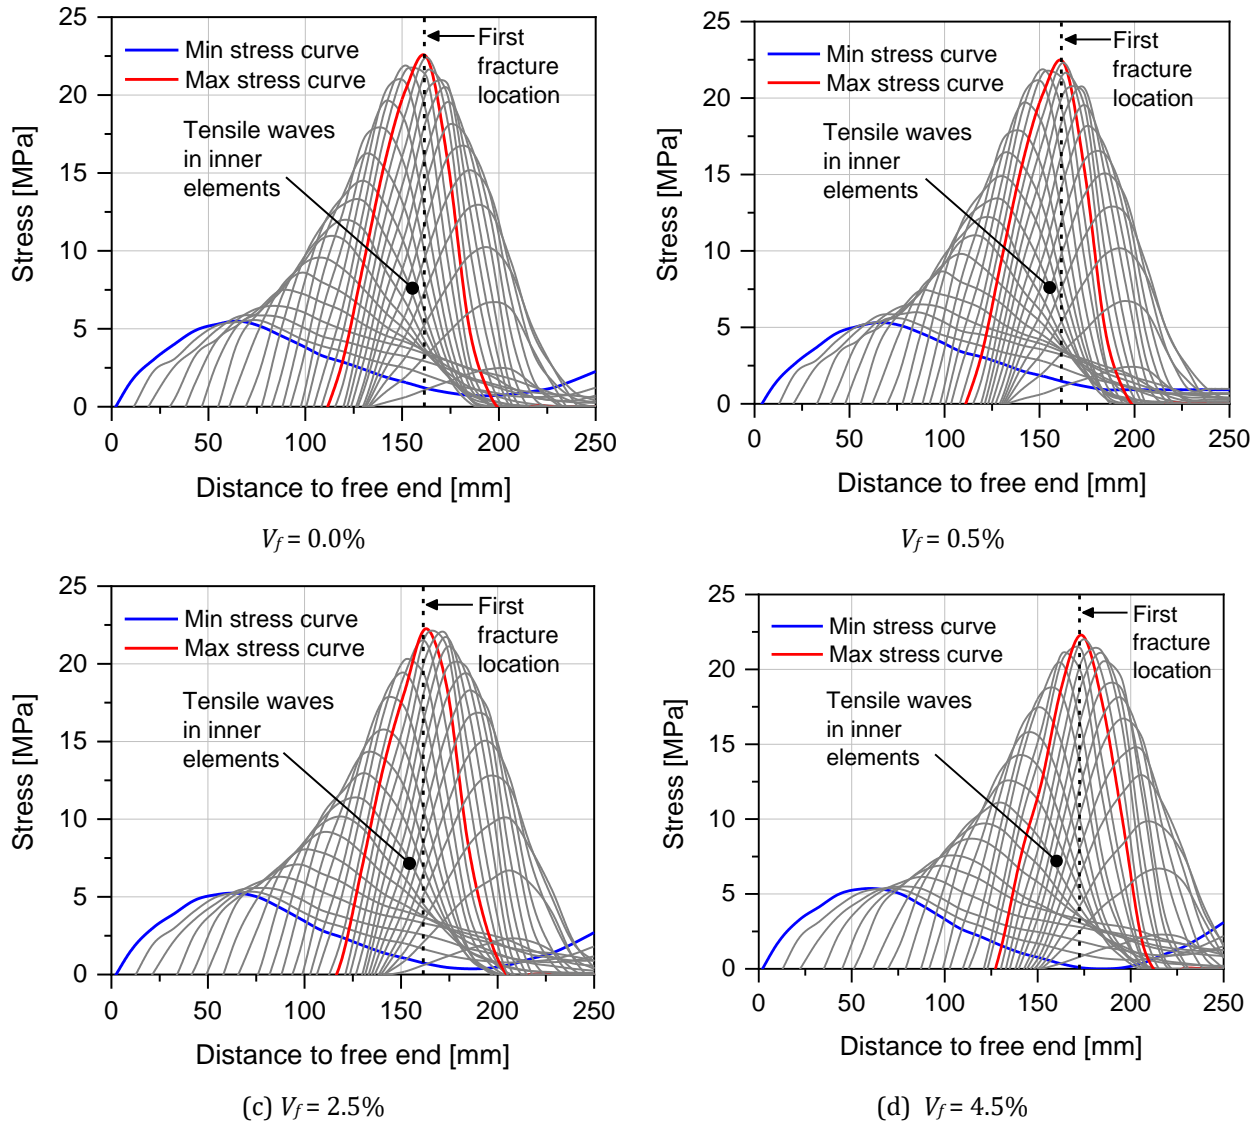 25
20
15
10
5
0
Stress [MPa]
Min stress curve
Max stress curve
Tensile waves
in inner
elements
First
fracture
location
0 50 100 150 200 250
Distance to free end [mm]
V_f = 0.0%
25
20
15
10
5
0
Stress [MPa]
Min stress curve
Max stress curve
Tensile waves
in inner
elements
First
fracture
location
0 50 100 150 200 250
Distance to free end [mm]
V_f = 0.5%
25
20
15
10
5
0
Stress [MPa]
Min stress curve
Max stress curve
Tensile waves
in inner
elements
First
fracture
location
0 50 100 150 200 250
Distance to free end [mm]
(c) V_f = 2.5%
25
20
15
10
5
0
Stress [MPa]
Min stress curve
Max stress curve
Tensile waves
in inner
elements
First
fracture
location
0 50 100 150 200 250
Distance to free end [mm]
(d) V_f = 4.5%